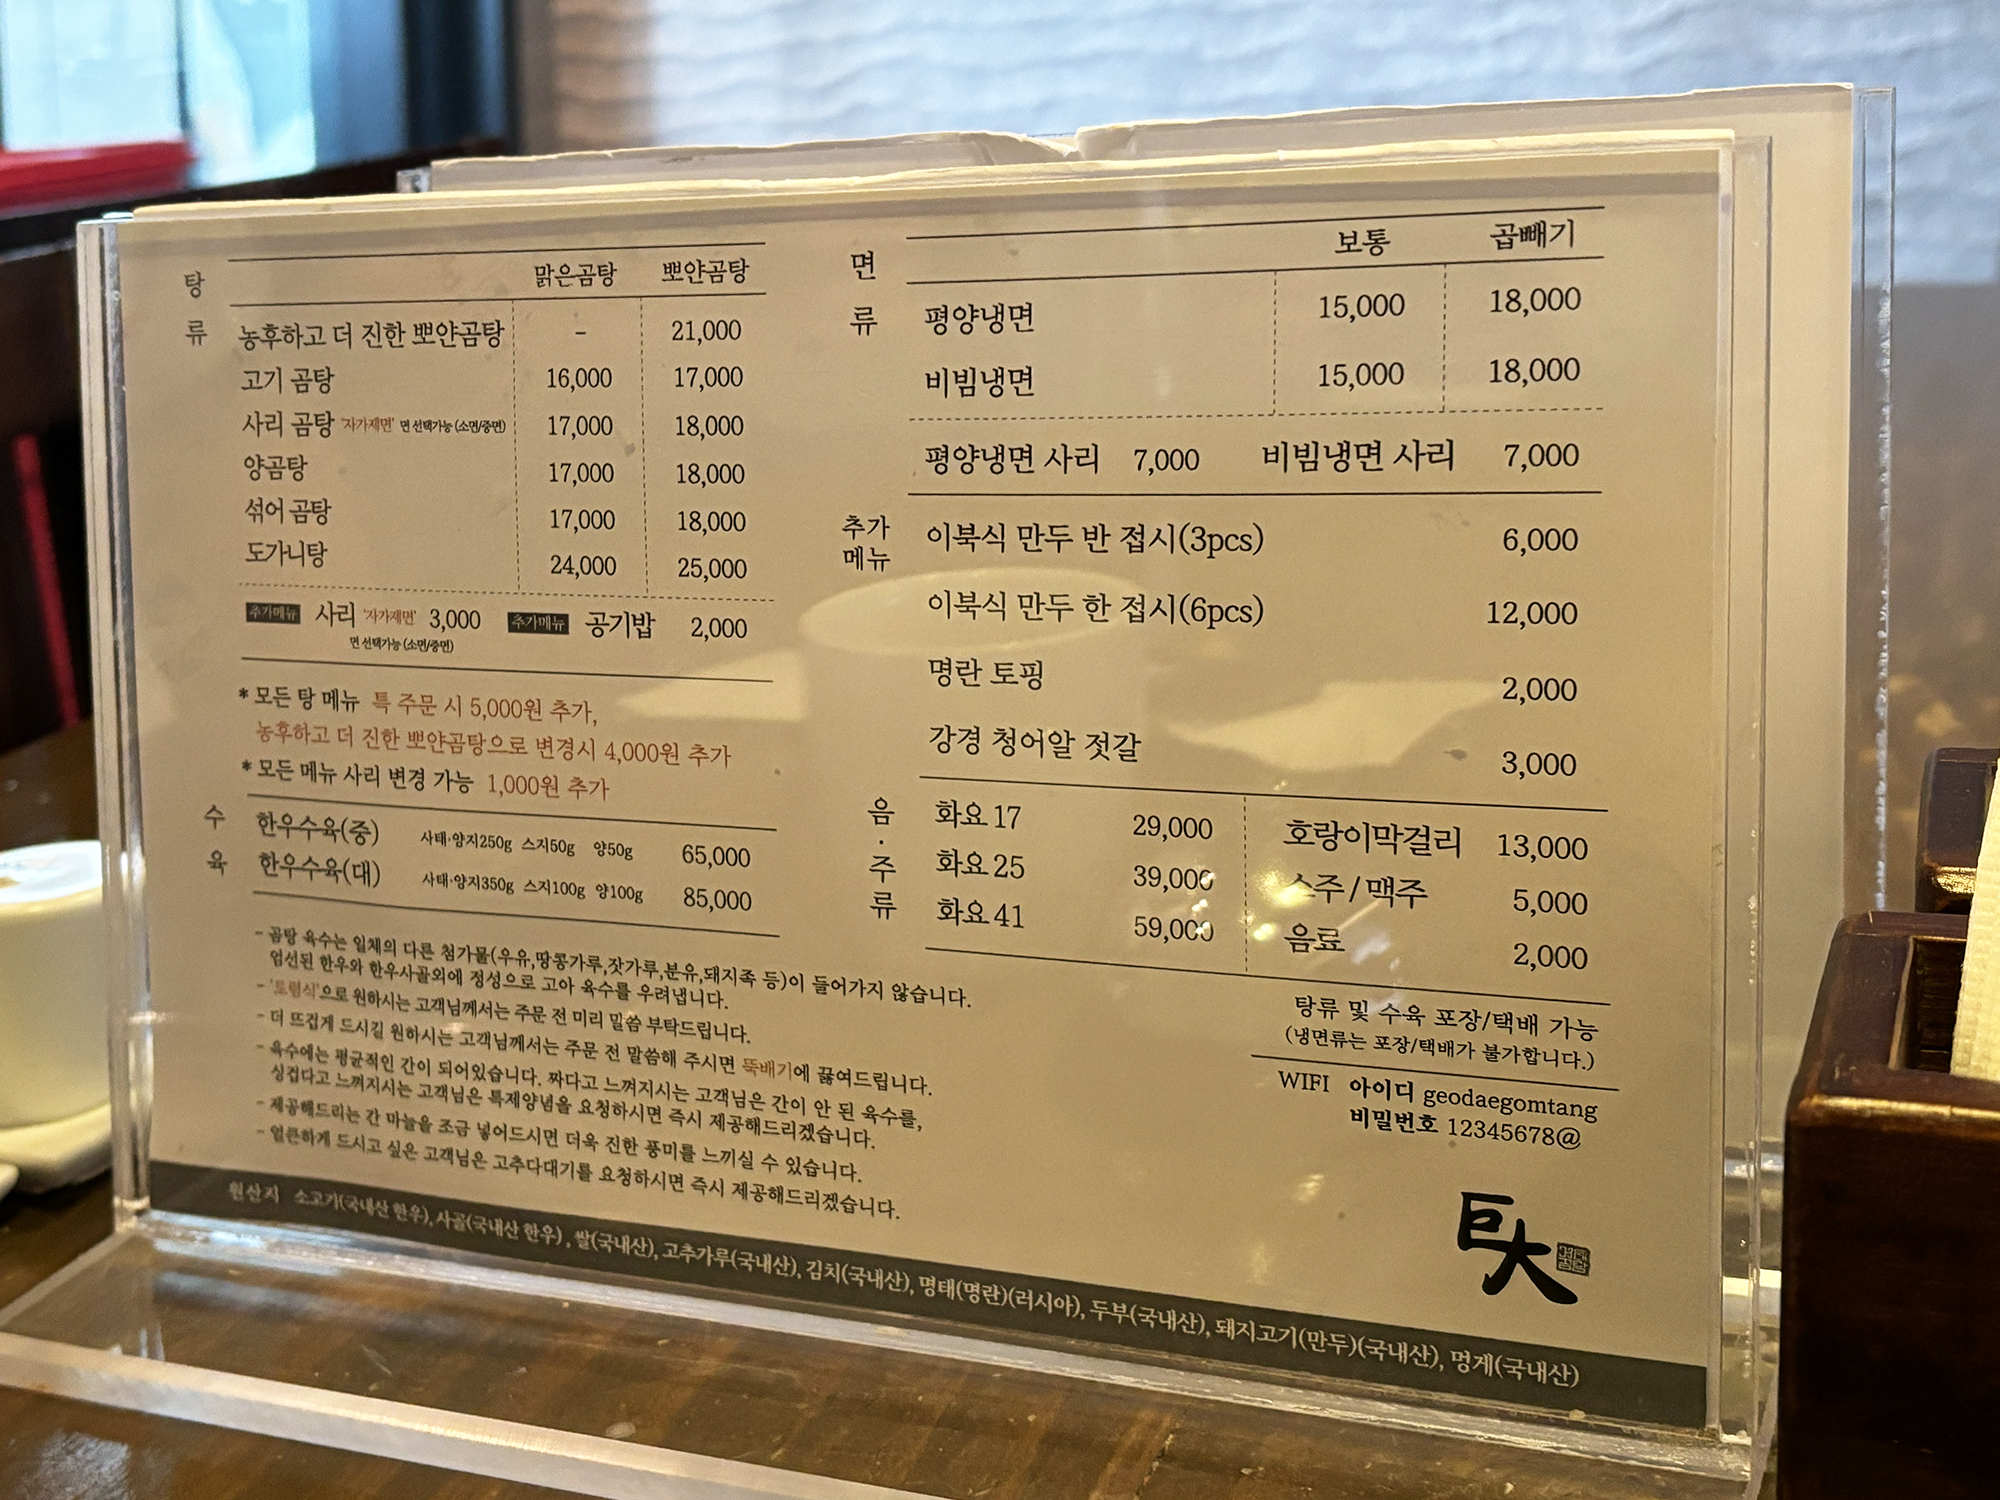 탕류
맑은곰탕 뽀얀곰탕
농후하고 더 진한 뽀얀곰탕 - 21,000
고기 곰탕 16,000 17,000
사리 곰탕 '자가제면' 면 선택가능 (소면/중면) 17,000 18,000
양곰탕 17,000 18,000
섞어 곰탕 17,000 18,000
도가니탕 24,000 25,000
추가메뉴 사리 '자가제면' 3,000 추가메뉴 공기밥 2,000
면 선택가능 (소면/중면)
* 모든 탕 메뉴 특 주문 시 5,000원 추가,
농후하고 더 진한 뽀얀곰탕으로 변경시 4,000원 추가
* 모든 메뉴 사리 변경 가능 1,000원 추가
수육
한우수육(중) 사태·양지250g 스지50g 양50g 65,000
한우수육(대) 사태·양지350g 스지100g 양100g 85,000
- 곰탕 육수는 일체의 다른 첨가물(우유,땅콩가루,잣가루,분유,돼지족 등)이 들어가지 않습니다.
엄선된 한우와 한우사골외에 정성으로 고아 육수를 우려냅니다.
- '토렴식'으로 원하시는 고객님께서는 주문 전 미리 말씀 부탁드립니다.
- 더 뜨겁게 드시길 원하시는 고객님께서는 주문 전 말씀해 주시면 뚝배기에 끓여드립니다.
- 육수에는 평균적인 간이 되어있습니다. 짜다고 느껴지시는 고객님은 간이 안 된 육수를,
싱겁다고 느껴지시는 고객님은 특제양념을 요청하시면 즉시 제공해드리겠습니다.
- 제공해드리는 간 마늘을 조금 넣어드시면 더욱 진한 풍미를 느끼실 수 있습니다.
- 얼큰하게 드시고 싶은 고객님은 고추다대기를 요청하시면 즉시 제공해드리겠습니다.
면류
보통 곱빼기
평양냉면 15,000 18,000
비빔냉면 15,000 18,000
평양냉면 사리 7,000 비빔냉면 사리 7,000
추가
메뉴
이북식 만두 반 접시(3pcs) 6,000
이북식 만두 한 접시(6pcs) 12,000
명란 토핑 2,000
강경 청어알 젓갈 3,000
음·주류
화요 17 29,000 호랑이막걸리 13,000
화요 25 39,000 소주 / 맥주 5,000
화요 41 59,000 음료 2,000
탕류 및 수육 포장/택배 가능
(냉면류는 포장/택배가 불가합니다.)
WIFI 아이디 geodaegomtang
비밀번호 12345678@
巨大
원산지 소고기(국내산 한우), 사골(국내산 한우), 쌀(국내산), 고추가루(국내산), 김치(국내산), 명태(명란)(러시아), 두부(국내산), 돼지고기(만두)(국내산), 멍게(국내산)